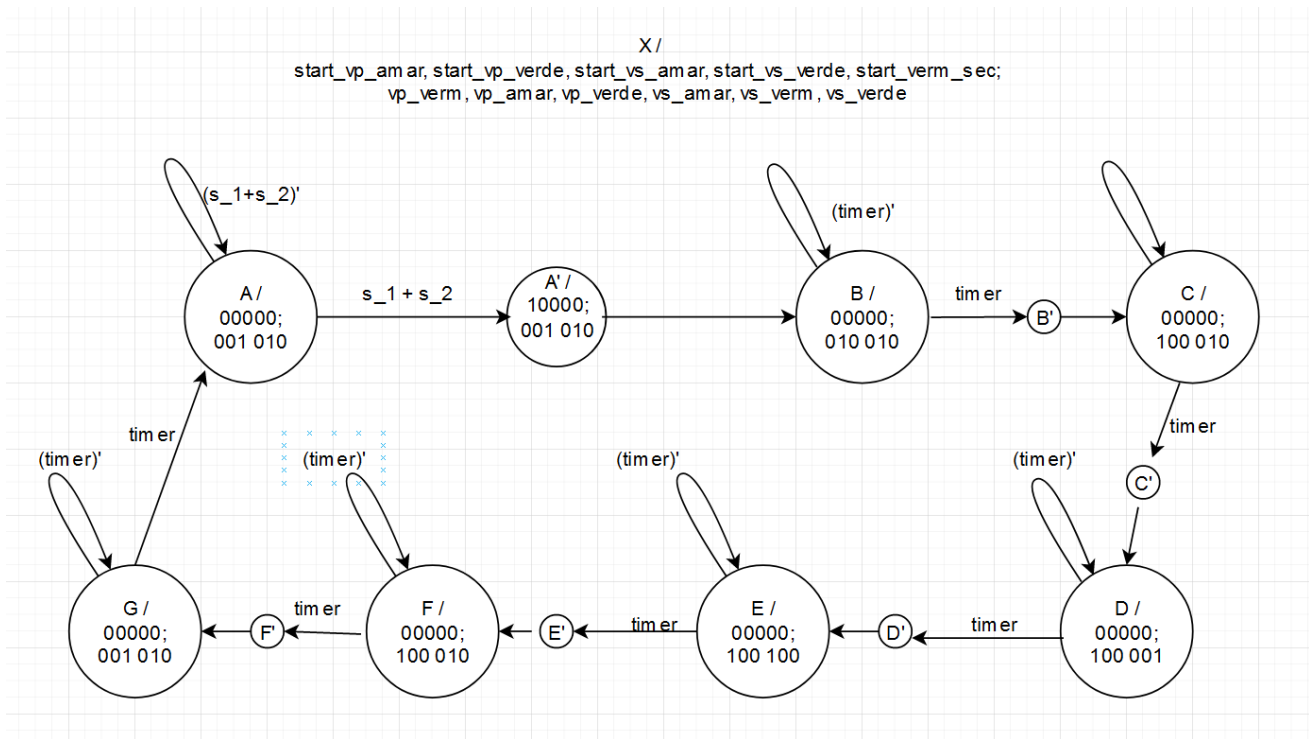 X /
start_vp_amar, start_vp_verde, start_vs_amar, start_vs_verde, start_verm_sec;
vp_verm, vp_amar, vp_verde, vs_amar, vs_verm, vs_verde
(s_1+s_2)'
(timer)'
A /
00000;
001 010
s_1 + s_2
A' /
10000;
001 010
B /
00000;
010 010
timer
B'
C /
00000;
100 010
timer
timer
C'
(timer)'
(timer)'
(timer)'
(timer)'
G /
00000;
001 010
F'
timer
F /
00000;
100 010
E'
timer
E /
00000;
100 100
D'
timer
D /
00000;
100 001